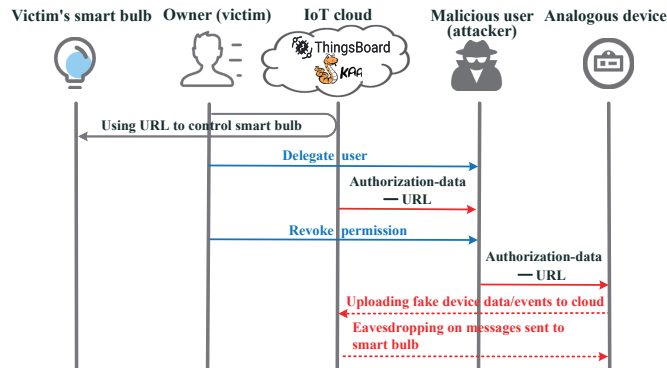 Victim's smart bulb
Owner (victim)
IoT cloud
Malicious user
(attacker)
Analogous device
ThingsBoard
KAA
Using URL to control smart bulb
Delegate user
Authorization-data
— URL
Revoke permission
Authorization-data
— URL
Uploading fake device data/events to cloud
Eavesdropping on messages sent to
smart bulb